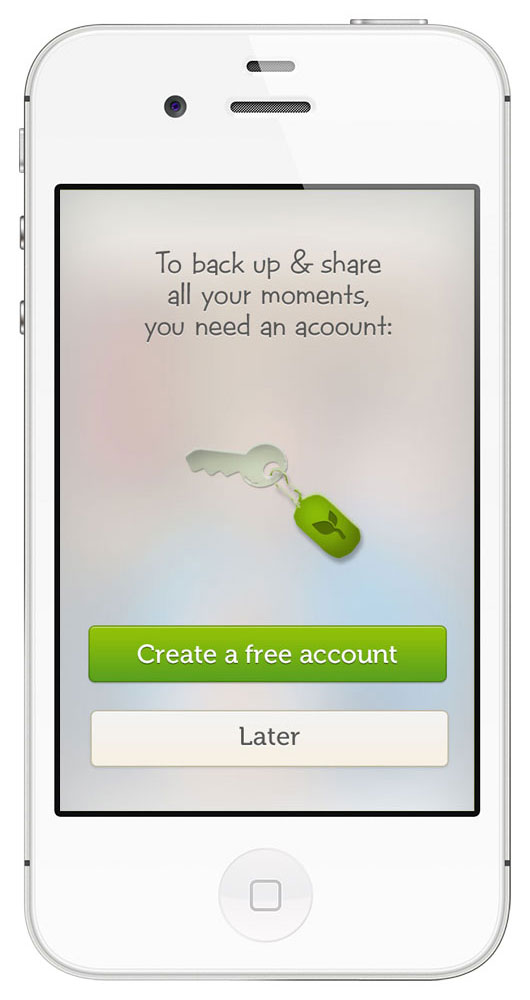 To back up & share
all your moments,
you need an acoount:
Create a free account
Later